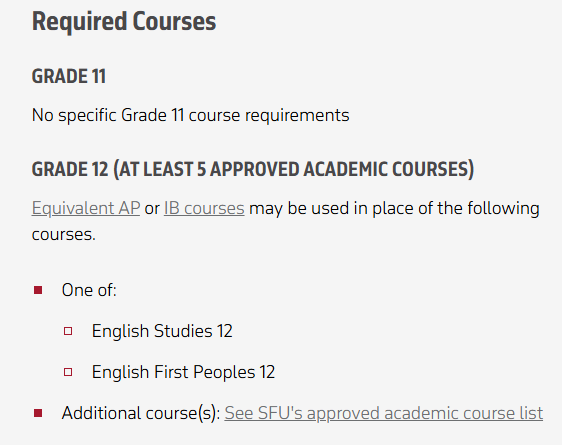 Required Courses
GRADE 11
No specific Grade 11 course requirements
GRADE 12 (AT LEAST 5 APPROVED ACADEMIC COURSES)
Equivalent AP or IB courses may be used in place of the following
courses.
One of:
English Studies 12
English First Peoples 12
Additional course(s): See SFU's approved academic course list